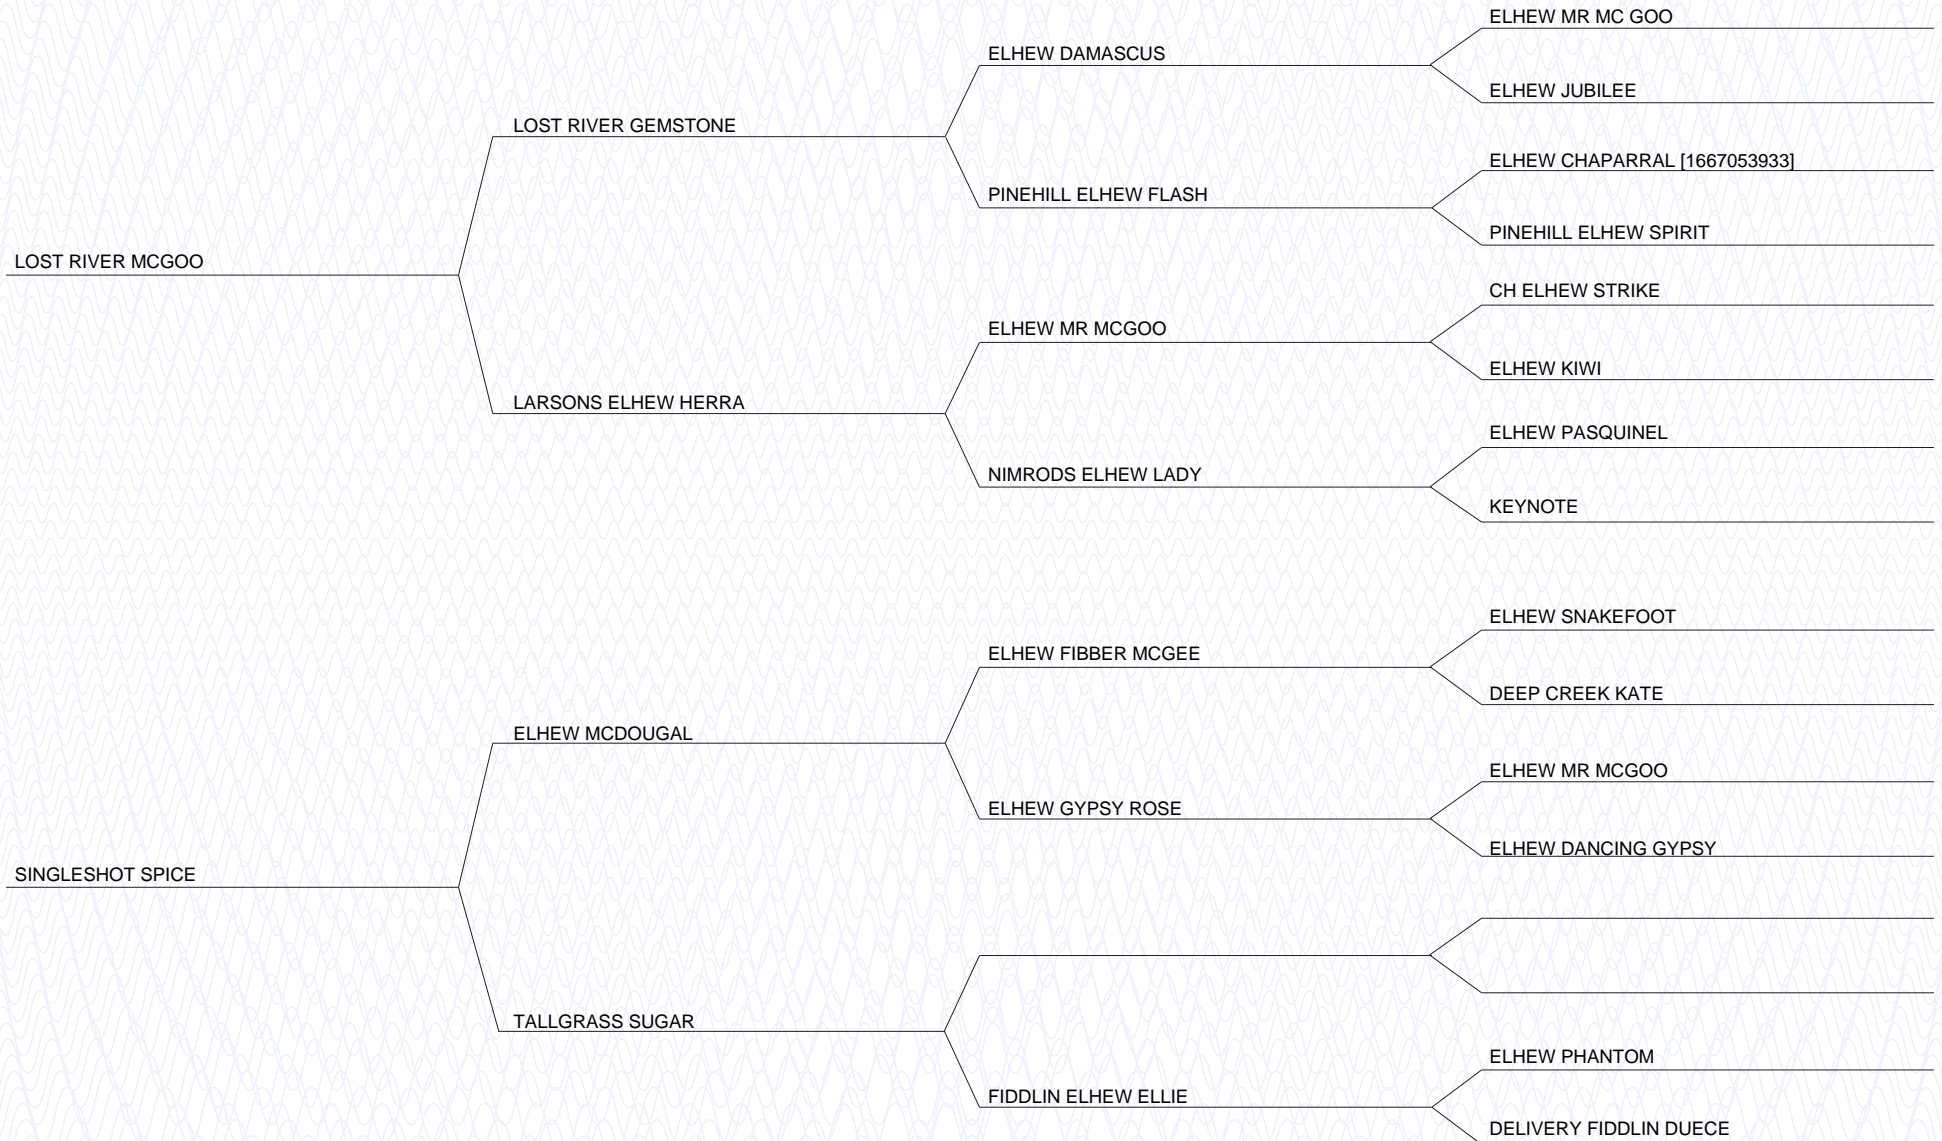 ELHEW MR MC GOO
ELHEW DAMASCUS
ELHEW JUBILEE
LOST RIVER GEMSTONE
ELHEW CHAPARRAL [1667053933]
PINEHILL ELHEW FLASH
PINEHILL ELHEW SPIRIT
LOST RIVER MCGOO
CH ELHEW STRIKE
ELHEW MR MCGOO
ELHEW KIWI
LARSONS ELHEW HERRA
ELHEW PASQUINEL
NIMRODS ELHEW LADY
KEYNOTE
ELHEW SNAKEFOOT
ELHEW FIBBER MCGEE
DEEP CREEK KATE
ELHEW MCDOUGAL
ELHEW MR MCGOO
ELHEW GYPSY ROSE
ELHEW DANCING GYPSY
SINGLESHOT SPICE
TALLGRASS SUGAR
ELHEW PHANTOM
FIDDLIN ELHEW ELLIE
DELIVERY FIDDLIN DUECE